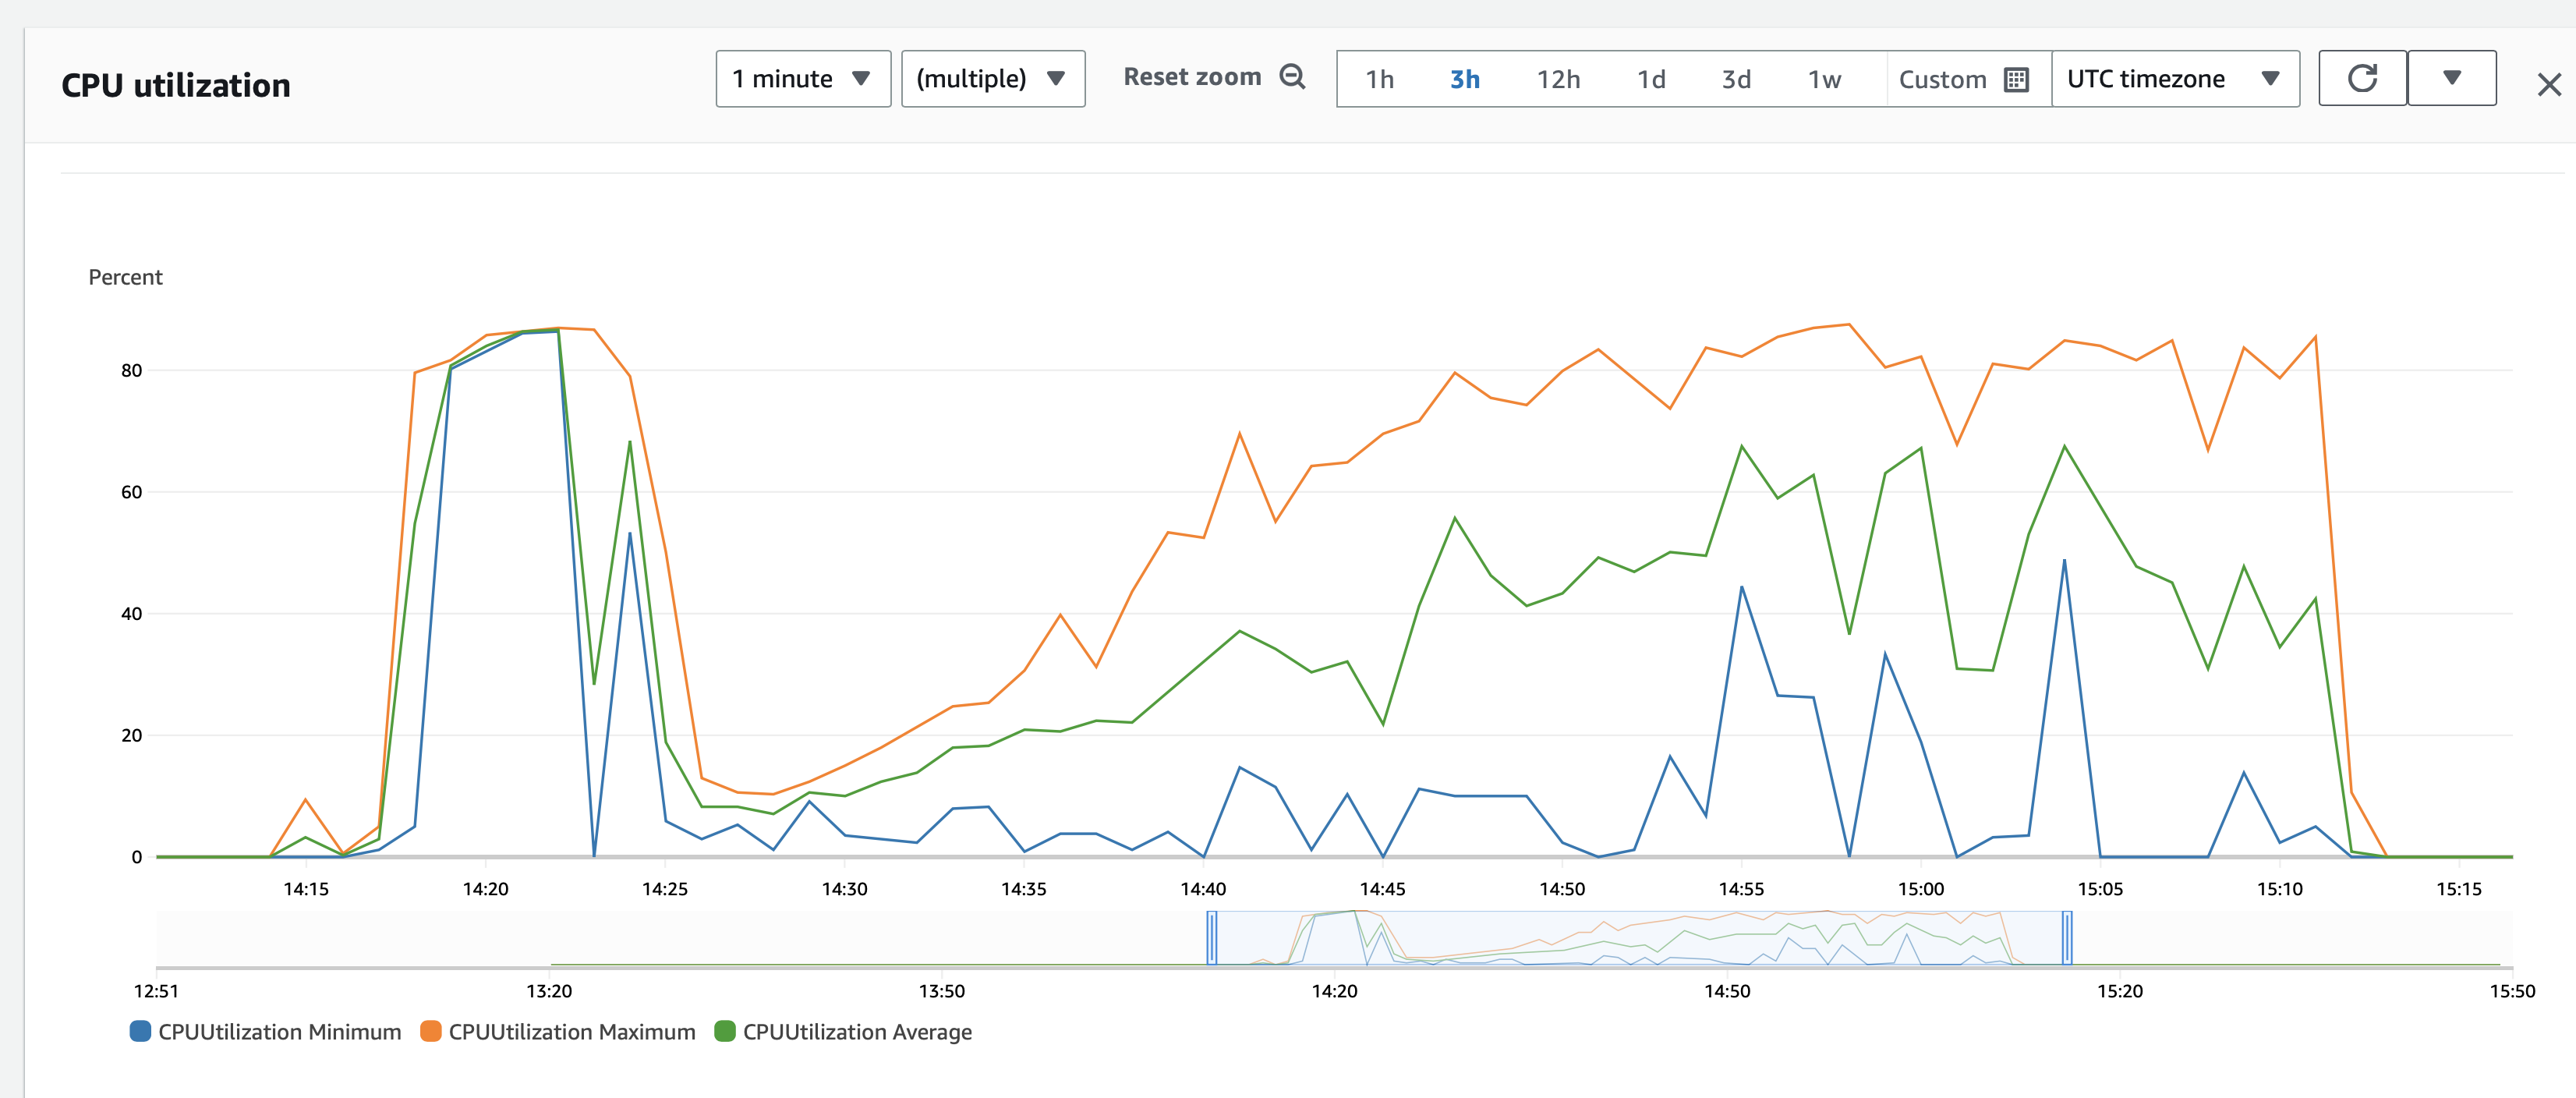 CPU utilization
1 minute
(multiple)
Reset zoom
1h 3h 12h 1d 3d 1w Custom
UTC timezone
Percent
80
60
40
20
0
14:15 14:20 14:25 14:30 14:35 14:40 14:45 14:50 14:55 15:00 15:05 15:10 15:15
12:51 13:20 13:50 14:20 14:50 15:20 15:50
CPUUtilization Minimum CPUUtilization Maximum CPUUtilization Average